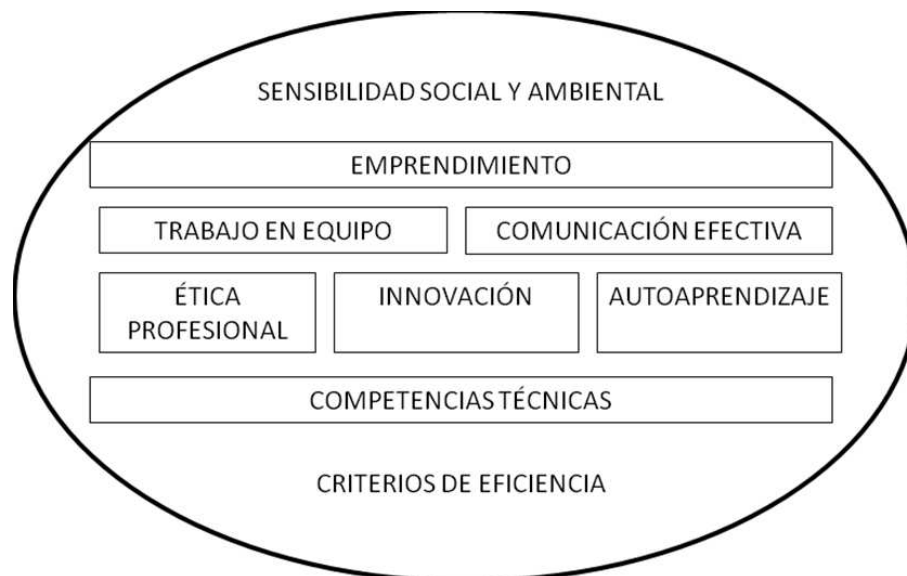 SENSIBILIDAD SOCIAL Y AMBIENTAL
EMPRENDIMIENTO
TRABAJO EN EQUIPO
COMUNICACIÓN EFECTIVA
ÉTICA
PROFESIONAL
INNOVACIÓN
AUTOAPRENDIZAJE
COMPETENCIAS TÉCNICAS
CRITERIOS DE EFICIENCIA